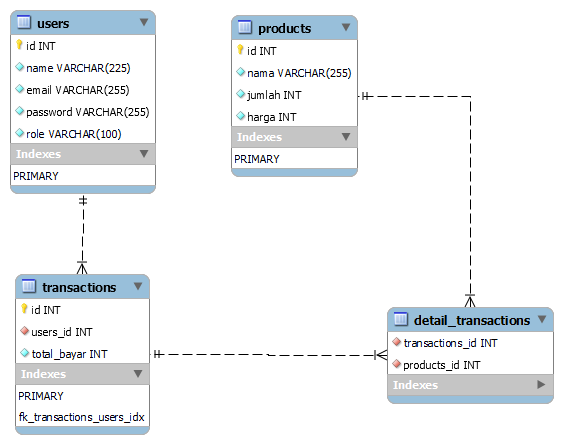 users
id INT
name VARCHAR(225)
email VARCHAR(255)
password VARCHAR(255)
role VARCHAR(100)
Indexes
PRIMARY
products
id INT
nama VARCHAR(255)
jumlah INT
harga INT
Indexes
PRIMARY
transactions
id INT
users_id INT
total_bayar INT
Indexes
PRIMARY
fk_transactions_users_idx
detail_transactions
transactions_id INT
products_id INT
Indexes